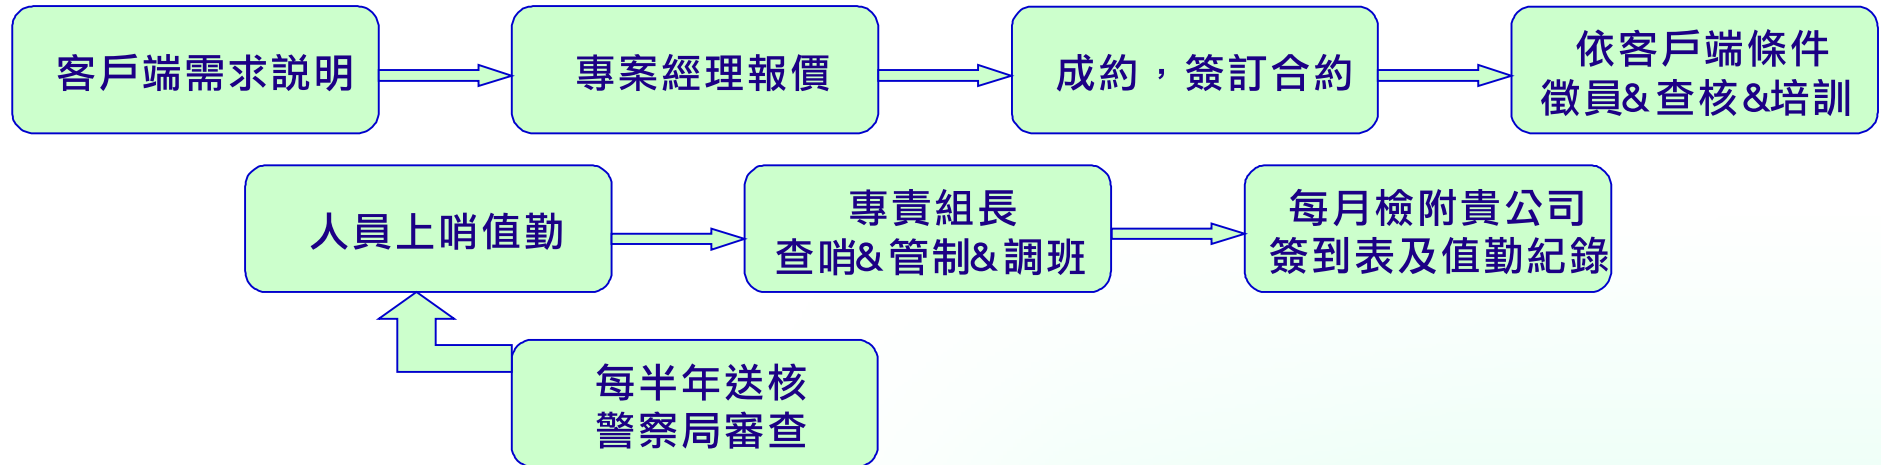 客戶端需求説明
專案經理報價
成約，簽訂合約
依客戶端條件
徵員&查核&培訓
人員上哨值勤
專責組長
查哨&管制&調班
每月檢附貴公司
簽到表及值勤紀錄
每半年送核
警察局審查